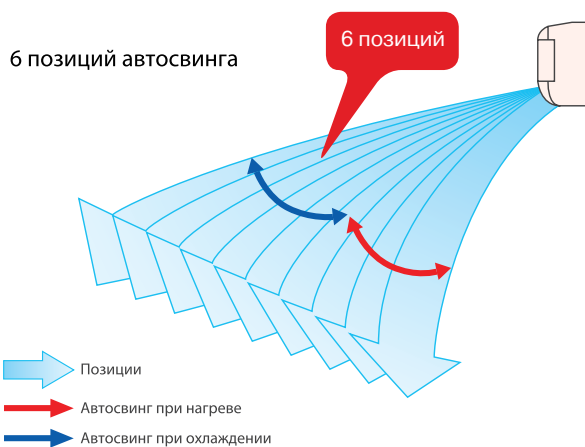 6 позиций автосвинга
6 позиций
Позиции
Автосвинг при нагреве
Автосвинг при охлаждении